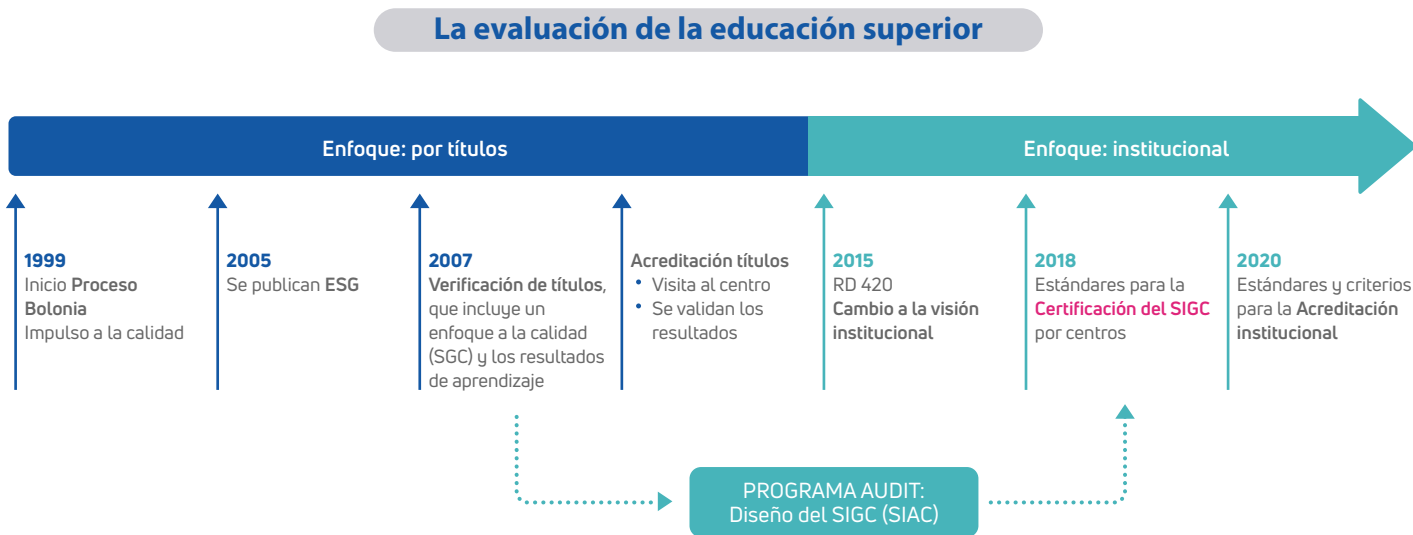 La evaluación de la educación superior
Enfoque: por títulos
Enfoque: institucional
1999
Inicio Proceso
Bolonia
Impulso a la calidad
2005
Se publican ESG
2007
Verificación de títulos,
que incluye un
enfoque a la calidad
(SGC) y los resultados
de aprendizaje
Acreditación títulos
• Visita al centro
• Se validan los
resultados
2015
RD 420
Cambio a la visión
institucional
2018
Estándares para la
Certificación del SIGC
por centros
2020
Estándares y criterios
para la Acreditación
institucional
PROGRAMA AUDIT:
Diseño del SIGC (SIAC)